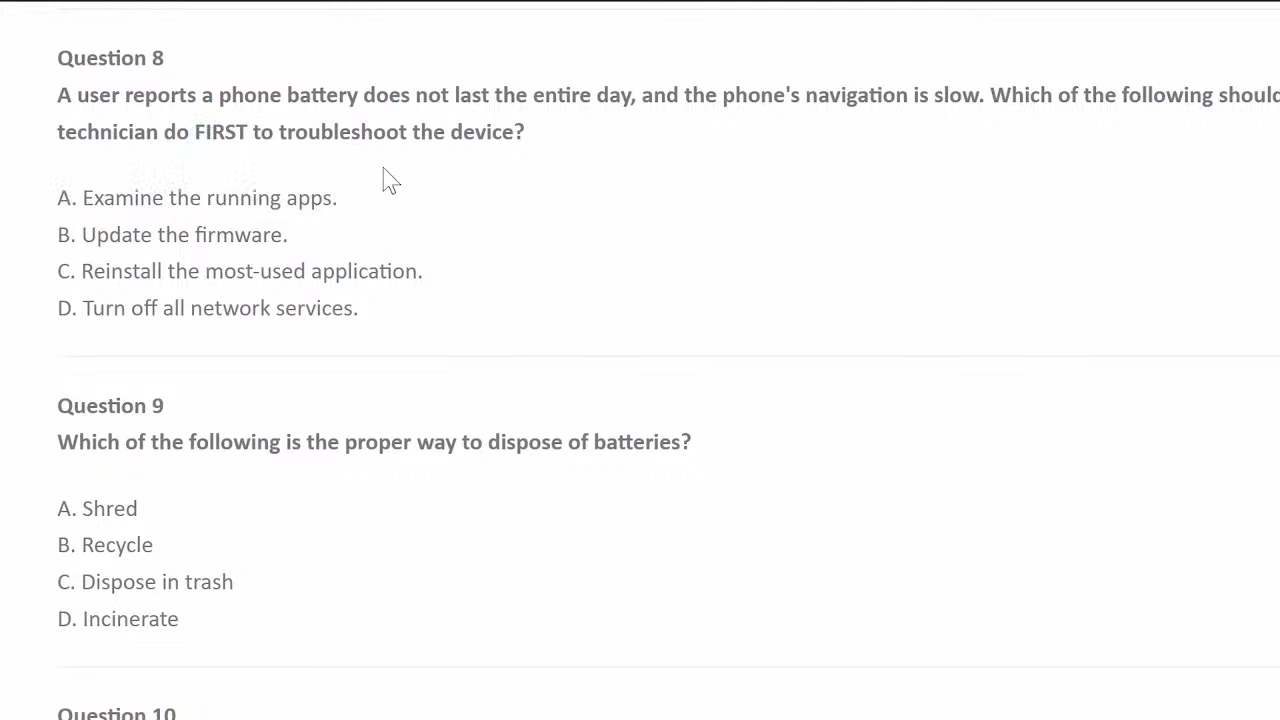 Question 8
A user reports a phone battery does not last the entire day, and the phone's navigation is slow. Which of the following should
technician do FIRST to troubleshoot the device?
A. Examine the running apps.
B. Update the firmware.
C. Reinstall the most-used application.
D. Turn off all network services.
Question 9
Which of the following is the proper way to dispose of batteries?
A. Shred
B. Recycle
C. Dispose in trash
D. Incinerate
Question 10